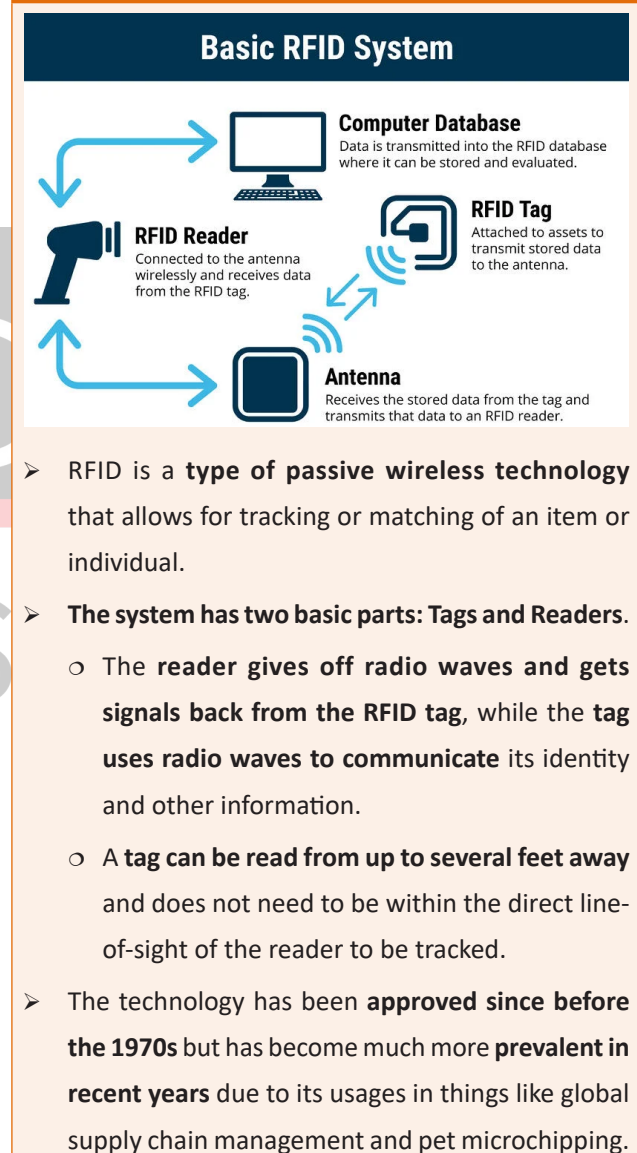 Basic RFID System
Computer Database
Data is transmitted into the RFID database
where it can be stored and evaluated.
RFID Tag
Attached to assets to
transmit stored data
to the antenna.
RFID Reader
Connected to the antenna
wirelessly and receives data
from the RFID tag.
Antenna
Receives the stored data from the tag and
transmits that data to an RFID reader.
➢ RFID is a type of passive wireless technology
that allows for tracking or matching of an item or
individual.
➢ The system has two basic parts: Tags and Readers.
❍ The reader gives off radio waves and gets
signals back from the RFID tag, while the tag
uses radio waves to communicate its identity
and other information.
❍ A tag can be read from up to several feet away
and does not need to be within the direct line-
of-sight of the reader to be tracked.
➢ The technology has been approved since before
the 1970s but has become much more prevalent in
recent years due to its usages in things like global
supply chain management and pet microchipping.